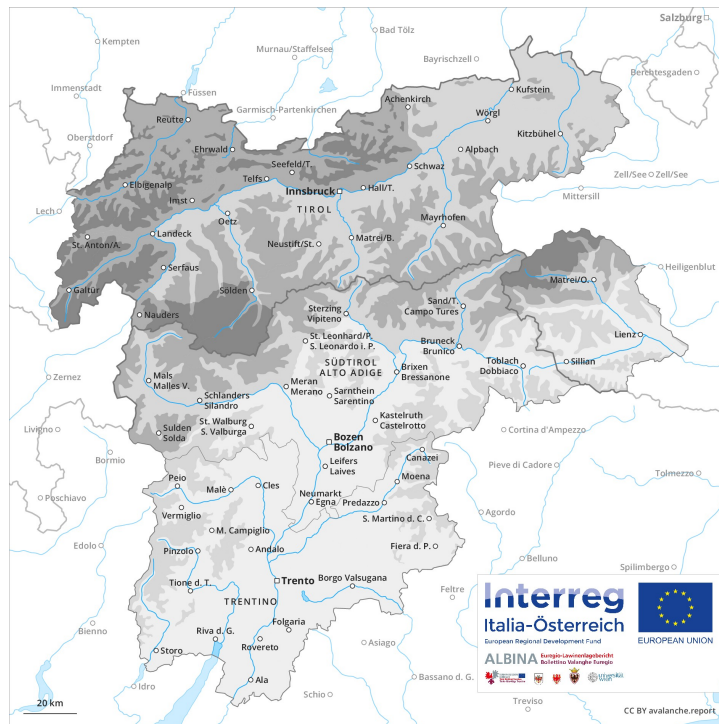 Salzburg
Bad Tölz
Kempten
Murnau/Staffelsee
Bayrischzell
Berchtesgaden
Immenstadt
Füssen
Garmisch-Partenkirchen
Achenkirch
Kufstein
Reutte
Wörgl
Oberstdorf
Kitzbühel
Ehrwald
Alpbach
Seefeld/T.
Schwaz
Telfs
Zell/See
Zell/See
Elbigenalp
Innsbruck
Hall/T.
Mittersill
Imst
TIROL
Lech
Oetz
Mayrhofen
Landeck
St. Anton/A.
Neustift/St.
Matrei/B.
Serfaus
Heiligenblut
Matrei/O.
Galtür
Sölden
Sand/T.
Campo Tures
Nauders
Sterzing
Vipiteno
Lienz
St. Leonhard/P.
S. Leonardo i. P.
Bruneck
Brunico
Toblach
Dobbiaco
Sillian
SÜDTIROL
ALTO ADIGE
Brixen
Bressanone
Zernez
Mals
Malles V.
Meran
Merano
Sarnthein
Sarentino
Schlanders
Silandro
St. Walburg
S. Valburga
Kastelruth
Castelrotto
Livigno
Sulden
Solda
Bozen
Bolzano
Cortina d'Ampezzo
Bormio
Canazei
Leifers
Laives
Pieve di Cadore
Tolmezzo
Peio
Malè
Cles
Moena
Poschiavo
Neumarkt
Egna
Predazzo
Vermiglio
Agordo
S. Martino d. C.
M. Campiglio
Edolo
Pinzolo
Andalo
Fiera d. P.
Belluno
Spilimbergo
Tione d. T.
Trento
Borgo Valsugana
Feltre
TRENTINO
Folgaria
Bienno
Riva d. G.
Rovereto
Asiago
Storo
Ala
Bassano d. G.
Idro
Schio
Treviso
Interreg
Italia-Österreich
European Regional Development Fund
EUROPEAN UNION
ALBINA
Euregio-Lawinenlagebericht
Bollettino Valanghe Euregio
universität
wien
20 km
CC BY avalanche.report